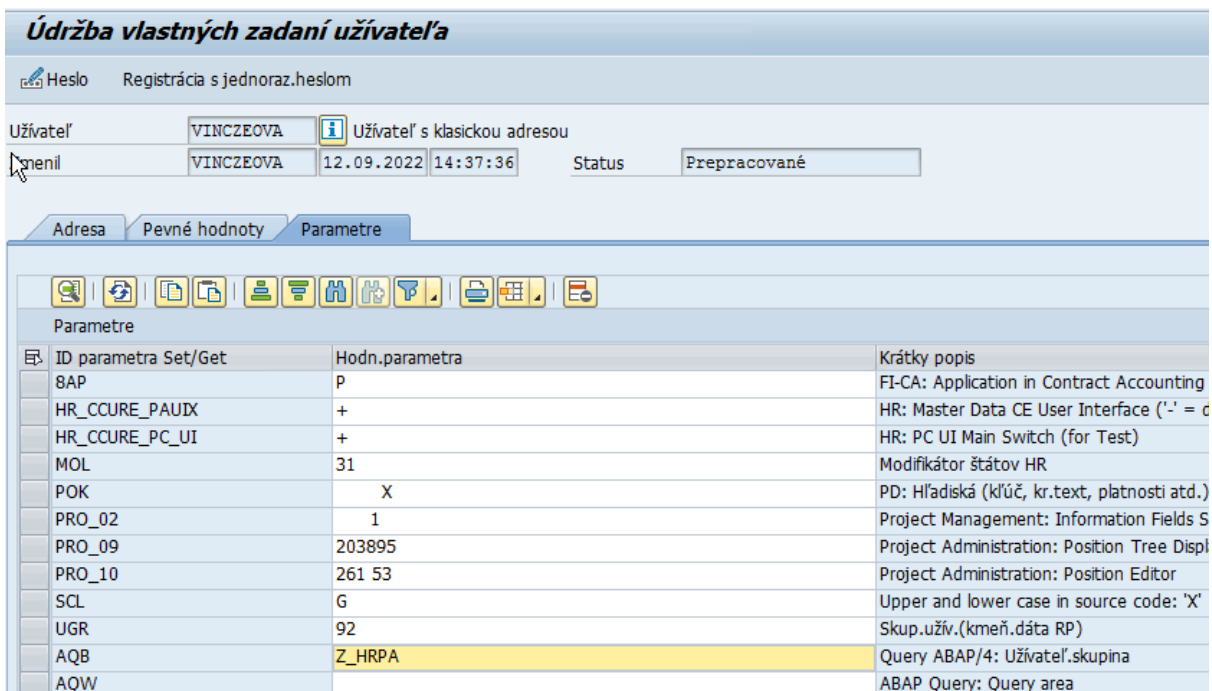 Údržba vlastných zadaní užívateľa
Heslo Registrácia s jednoraz.heslom
Užívateľ VINCZEOVA Užívateľ s klasickou adresou
menil VINCZEOVA 12.09.2022 14:37:36 Status Prepracované
Adresa Pevné hodnoty Parametre
Parametre
ID parametra Set/Get Hodn.parametra Krátky popis
8AP P FI-CA: Application in Contract Accounting
HR_CCURE_PAUIX + HR: Master Data CE User Interface ('-' = d
HR_CCURE_PC_UI + HR: PC UI Main Switch (for Test)
MOL 31 Modifikátor štátov HR
POK X PD: Hľadiská (kľúč, kr.text, platnosti atd.)
PRO_02 1 Project Management: Information Fields S
PRO_09 203895 Project Administration: Position Tree Displ
PRO_10 261 53 Project Administration: Position Editor
SCL G Upper and lower case in source code: 'X'
UGR 92 Skup.užív.(kmeň.dáta RP)
AQB Z_HRPA Query ABAP/4: Užívateľ.skupina
AQW ABAP Query: Query area